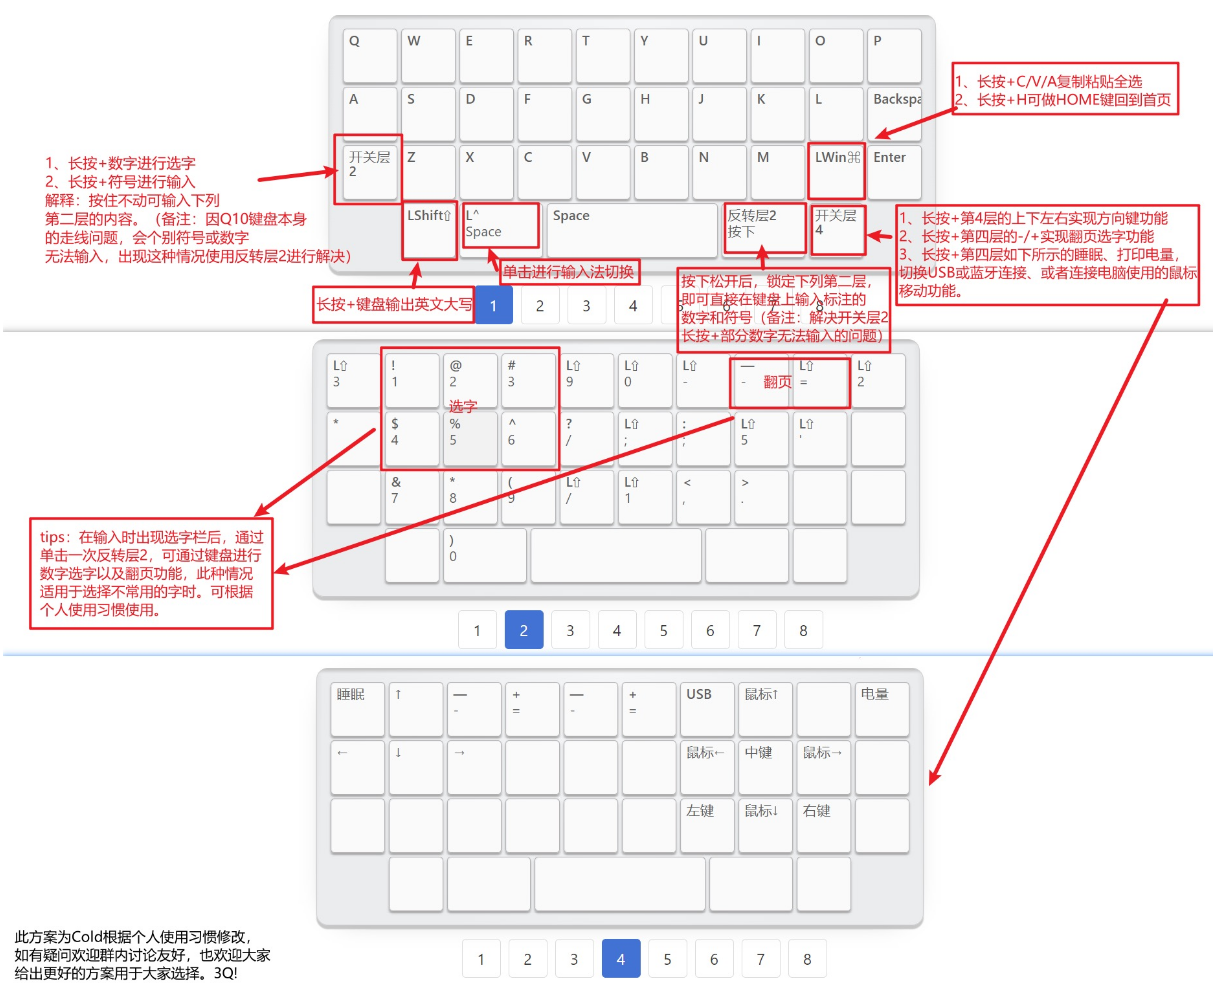 Q W E R T Y U I O P
1、长按+C/V/A复制粘贴全选
2、长按+H可做HOME键回到首页
A S D F G H J K L Backspa
开关层
2
Z X C V B N M LWin⌘ Enter
1、长按+数字进行选字
2、长按+符号进行输入
解释：按住不动可输入下列
第二层的内容。（备注：因Q10键盘本身
的走线问题，会个别符号或数字
无法输入，出现这种情况使用反转层2进行解决）
LShift⇧
L^
Space
Space
反转层2
按下
开关层
4
1、长按+第4层的上下左右实现方向键功能
2、长按+第四层的-/+实现翻页选字功能
3、长按+第四层如下所示的睡眠、打印电量，
切换USB或蓝牙连接、或者连接电脑使用的鼠标
移动功能。
单击进行输入法切换
长按+键盘输出英文大写
按下松开后，锁定下列第二层，
即可直接在键盘上输入标注的
数字和符号（备注：解决开关层2
长按+部分数字无法输入的问题）
1 2 3 4 5 6 7 8
L⇧ ! @ # L⇧ L⇧ L⇧ — L⇧ L⇧
3 1 2 3 9 0 - - 翻页 = 2
选字
* $ % ^ ? L⇧ : L⇧ L⇧
4 5 6 / ; ; 5 '
& * ( L⇧ L⇧ < >
7 8 9 / 1 , .
)
0
tips：在输入时出现选字栏后，通过
单击一次反转层2，可通过键盘进行
数字选字以及翻页功能，此种情况
适用于选择不常用的字时。可根据
个人使用习惯使用。
1 2 3 4 5 6 7 8
睡眠 ↑ — + — + USB 鼠标↑ 电量
- = - =
← ↓ → 鼠标← 中键 鼠标→
左键 鼠标↓ 右键
此方案为Cold根据个人使用习惯修改，
如有疑问欢迎群内讨论友好，也欢迎大家
给出更好的方案用于大家选择。3Q!
1 2 3 4 5 6 7 8